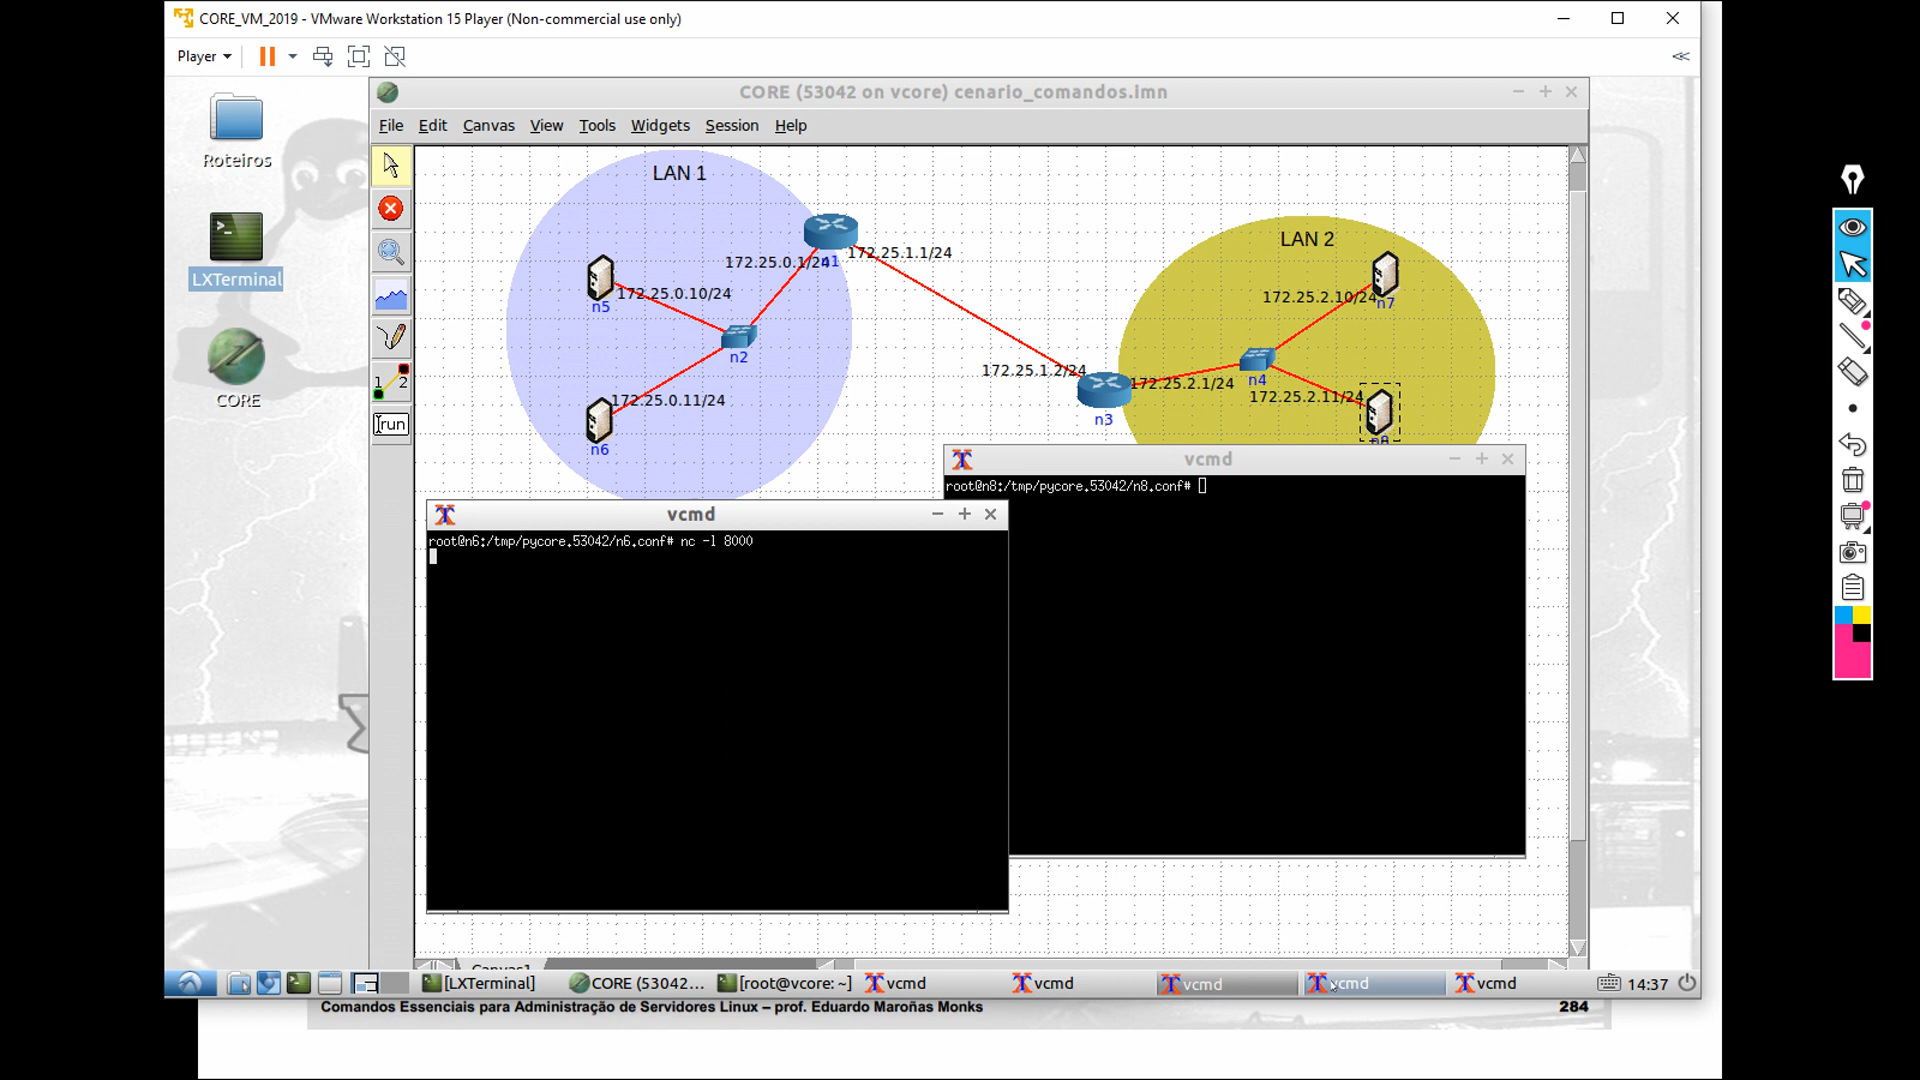 CORE_VM_2019 - VMware Workstation 15 Player (Non-commercial use only)
Player
Roteiros
LXTerminal
CORE
CORE (53042 on vcore) cenario_comandos.imn
File Edit Canvas View Tools Widgets Session Help
1 2
run
LAN 1
172.25.0.1/24
n1
172.25.1.1/24
n5
172.25.0.10/24
n2
172.25.0.11/24
n6
LAN 2
172.25.2.10/24
n7
172.25.1.2/24
n3
172.25.2.1/24
n4
172.25.2.11/24
n8
vcmd
root@n8:/tmp/pycore.53042/n8.conf#
vcmd
root@n6:/tmp/pycore.53042/n6.conf# nc -l 8000
Canvas1
[LXTerminal] CORE (53042... [root@vcore: ~] vcmd vcmd vcmd vcmd vcmd 14:37
Comandos Essenciais para Administração de Servidores Linux – prof. Eduardo Maroñas Monks 284